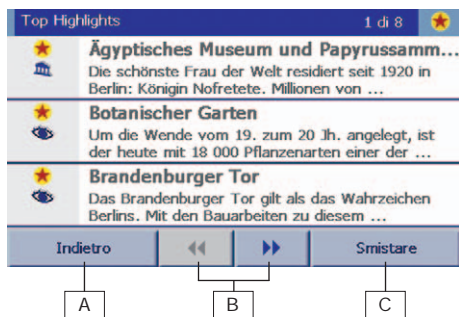 Top Highlights 1 di 8
Ägyptisches Museum und Papyrussamm...
Die schönste Frau der Welt residiert seit 1920 in
Berlin: Königin Nofretete. Millionen von ...
Botanischer Garten
Um die Wende vom 19. zum 20 Jh. angelegt, ist
der heute mit 18 000 Pflanzenarten einer der ...
Brandenburger Tor
Das Brandenburger Tor gilt als das Wahrzeichen
Berlins. Mit den Bauarbeiten zu diesem ...
Indietro Smistare
A B C